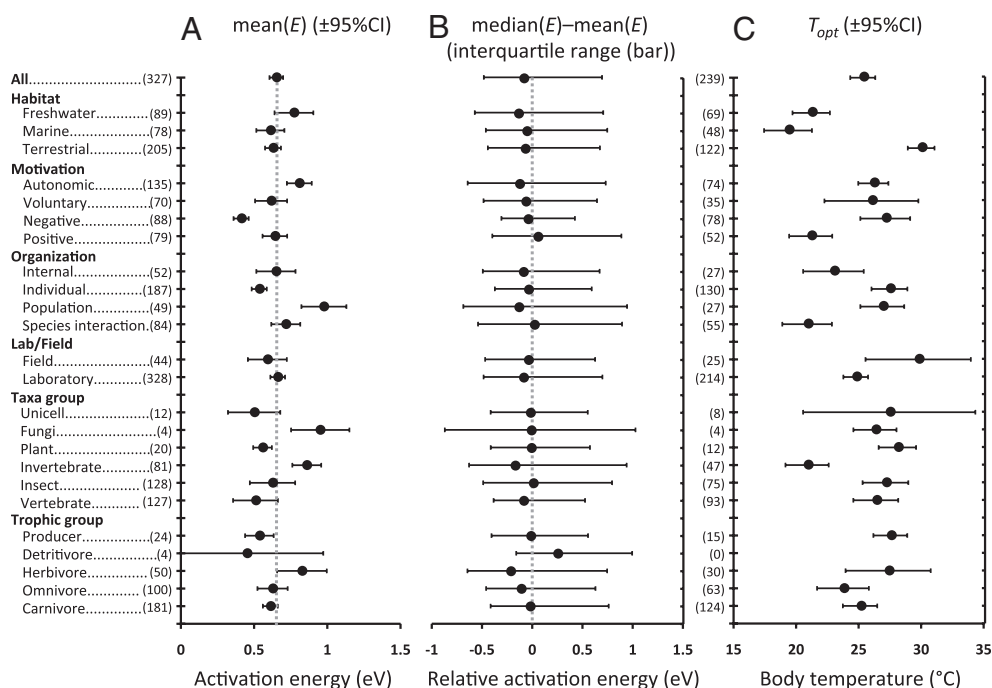 A mean(E) (±95%CI) B median(E)–mean(E) C Topt (±95%CI)
(interquartile range (bar))
All (327) (239)
Habitat
Freshwater (89) (69)
Marine (78) (48)
Terrestrial (205) (122)
Motivation
Autonomic (135) (74)
Voluntary (70) (35)
Negative (88) (78)
Positive (79) (52)
Organization
Internal (52) (27)
Individual (187) (130)
Population (49) (27)
Species interaction. (84) (55)
Lab/Field
Field (44) (25)
Laboratory (328) (214)
Taxa group
Unicell (12) (8)
Fungi (4) (4)
Plant (20) (12)
Invertebrate (81) (47)
Insect (128) (75)
Vertebrate (127) (93)
Trophic group
Producer (24) (15)
Detritivore (4) (0)
Herbivore (50) (30)
Omnivore (100) (63)
Carnivore (181) (124)
0 0.5 1 1.5 -1 -0.5 0 0.5 1 1.5 15 20 25 30 35
Activation energy (eV) Relative activation energy (eV) Body temperature (°C)